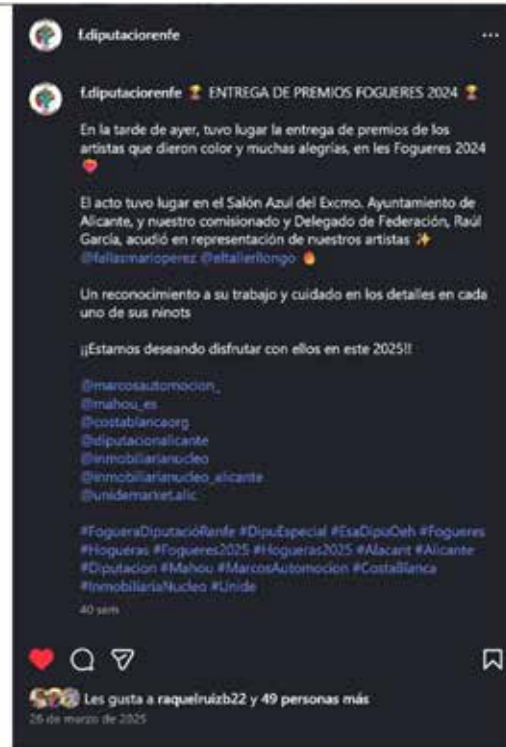 f.diputaciorenfe
f.diputaciorenfe 🏆 ENTREGA DE PREMIOS FOGUERES 2024 🏆
En la tarde de ayer, tuvo lugar la entrega de premios de los
artistas que dieron color y muchas alegrías, en les Fogueres 2024
❤️‍🔥
El acto tuvo lugar en el Salón Azul del Excmo. Ayuntamiento de
Alicante, y nuestro comisionado y Delegado de Federación, Raúl
García, acudió en representación de nuestros artistas ✨
@fallasmarioperez @eltallerllongo 🔥
Un reconocimiento a su trabajo y cuidado en los detalles en cada
uno de sus ninots
¡¡Estamos deseando disfrutar con ellos en este 2025!!
@marcosautomocion_
@mahou_es
@costablancaorg
@diputacionalicante
@inmobiliarianucleo
@inmobiliarianucleo_alicante
@unidemarket.alic
#FogueraDiputacióRenfe #DipuEspecial #EsaDipuOeh #Fogueres
#Hogueras #Fogueres2025 #Hogueras2025 #Alacant #Alicante
#Diputacion #Mahou #MarcosAutomocion #CostaBlanca
#InmobiliariaNucleo #Unide
40 sem
Les gusta a raquelruizb22 y 49 personas más
26 de marzo de 2025